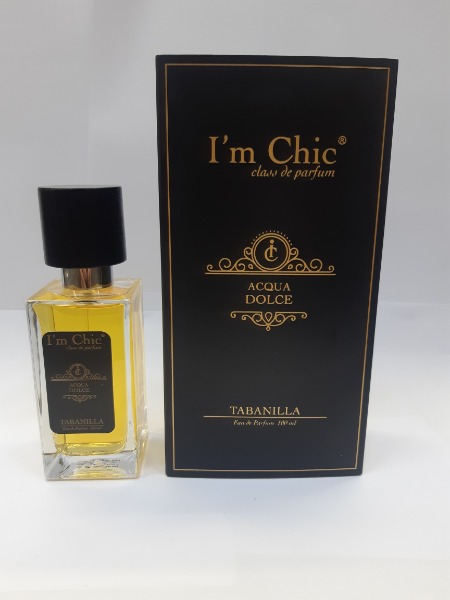 I'm Chic®
class de parfum
ic
ACQUA
DOLCE
TABANILLA
Eau de Parfum 100 ml
I'm Chic®
class de parfum
ACQUA
DOLCE
TABANILLA